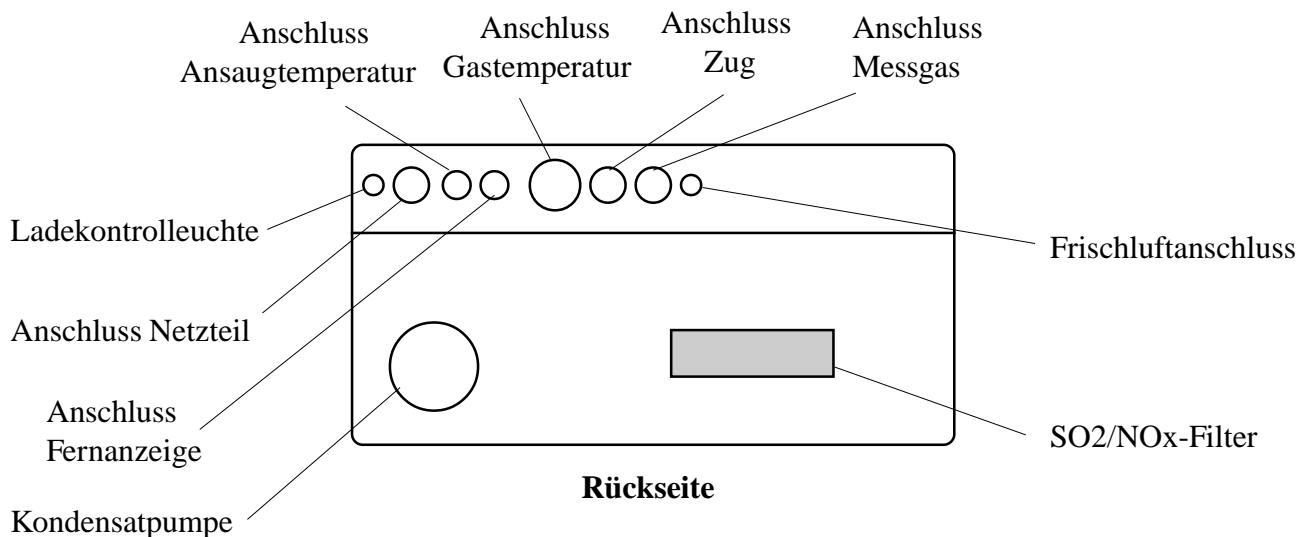 Anschluss
Ansaugtemperatur
Anschluss
Gastemperatur
Anschluss
Zug
Anschluss
Messgas
Ladekontrolleuchte
Frischluftanschluss
Anschluss Netzteil
Anschluss
Fernanzeige
SO2/NOx-Filter
Rückseite
Kondensatpumpe